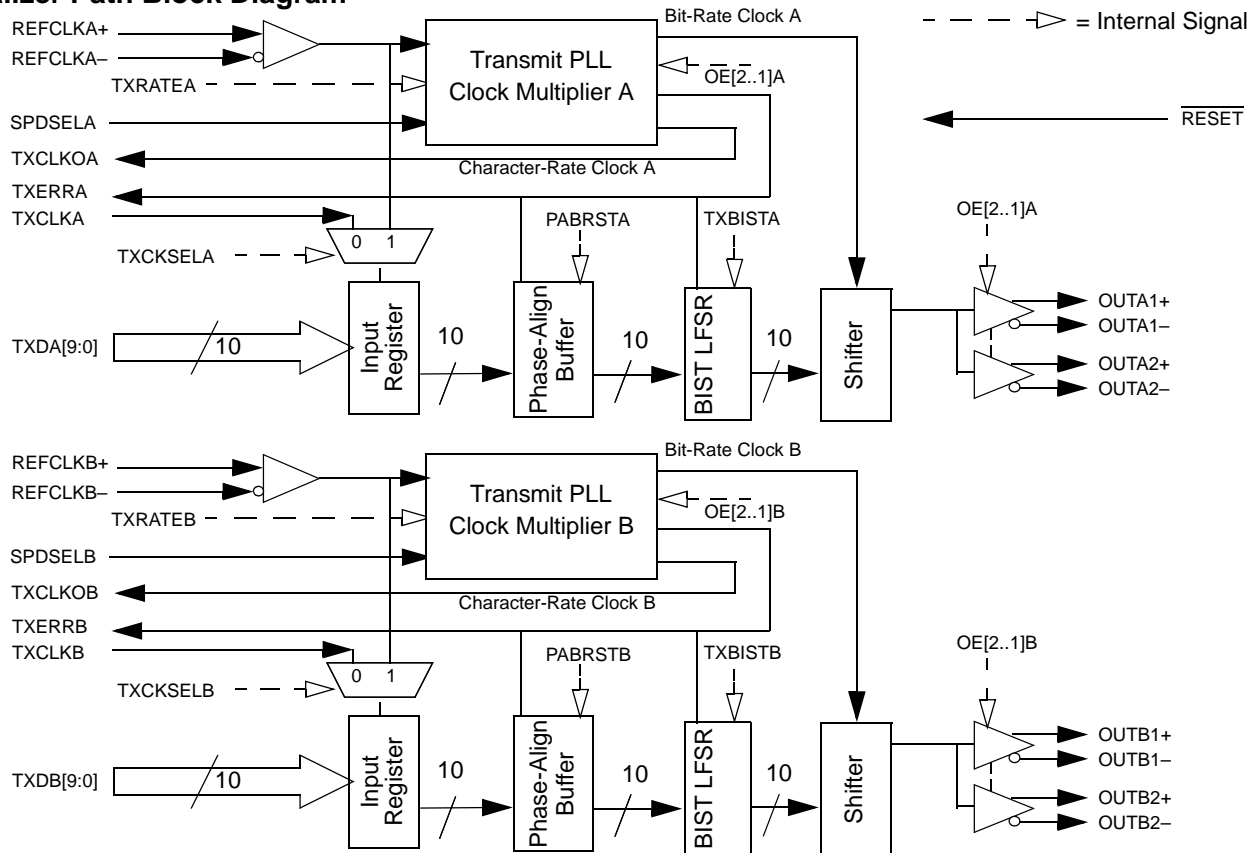 Path Block Diagram
Bit-Rate Clock A
= Internal Signal
REFCLKA+
REFCLKA–
Transmit PLL
Clock Multiplier A
TXRATEA
OE[2..1]A
SPDSELA
RESET
TXCLKOA
Character-Rate Clock A
TXERRA
TXCLKA
PABRSTA
TXBISTA
OE[2..1]A
0 1
TXCKSELA
TXDA[9:0]
10
Input
Register
10
Phase-Align
Buffer
10
BIST LFSR
10
Shifter
OUTA1+
OUTA1–
OUTA2+
OUTA2–
Bit-Rate Clock B
REFCLKB+
REFCLKB–
Transmit PLL
Clock Multiplier B
TXRATEB
OE[2..1]B
SPDSELB
TXCLKOB
Character-Rate Clock B
TXERRB
TXCLKB
PABRSTB
TXBISTB
OE[2..1]B
0 1
TXCKSELB
TXDB[9:0]
10
Input
Register
10
Phase-Align
Buffer
10
BIST LFSR
10
Shifter
OUTB1+
OUTB1–
OUTB2+
OUTB2–